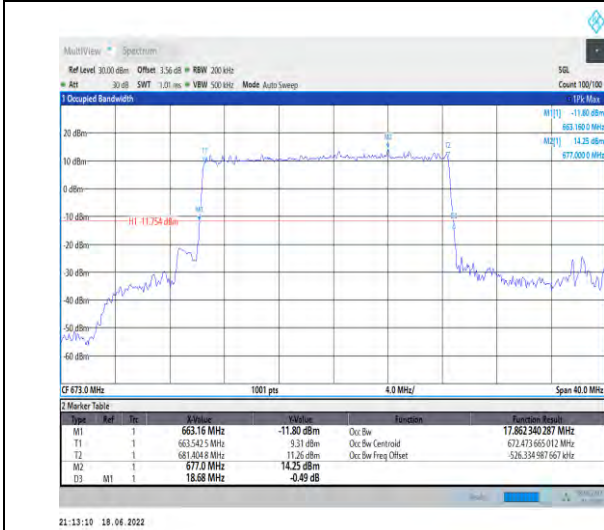 MultiView Spectrum
Ref Level 30.00 dBm Offset 3.56 dB RBW 200 kHz SGL
Att 30 dB SWT 1.01 ms VBW 500 kHz Mode Auto Sweep Count 100/100
1 Occupied Bandwidth 1Pk Max
M1[1] -11.80 dBm
663.160 0 MHz
M2[1] 14.25 dBm
677.000 0 MHz
20 dBm
M2
T1 T2
10 dBm
0 dBm
-10 dBm
M1 D3
H1 -11.754 dBm
-30 dBm
-40 dBm
-50 dBm
-60 dBm
CF 673.0 MHz 1001 pts 4.0 MHz/ Span 40.0 MHz
2 Marker Table
Type Ref Trc X-Value Y-Value Function Function Result
M1 1 663.16 MHz -11.80 dBm Occ Bw 17.862 340 287 MHz
T1 1 663.542 5 MHz 9.31 dBm Occ Bw Centroid 672.473 665 012 MHz
T2 1 681.404 8 MHz 11.26 dBm Occ Bw Freq Offset -526.334 987 667 kHz
M2 1 677.0 MHz 14.25 dBm
D3 M1 1 18.68 MHz -0.49 dB
21:13:10 18.06.2022